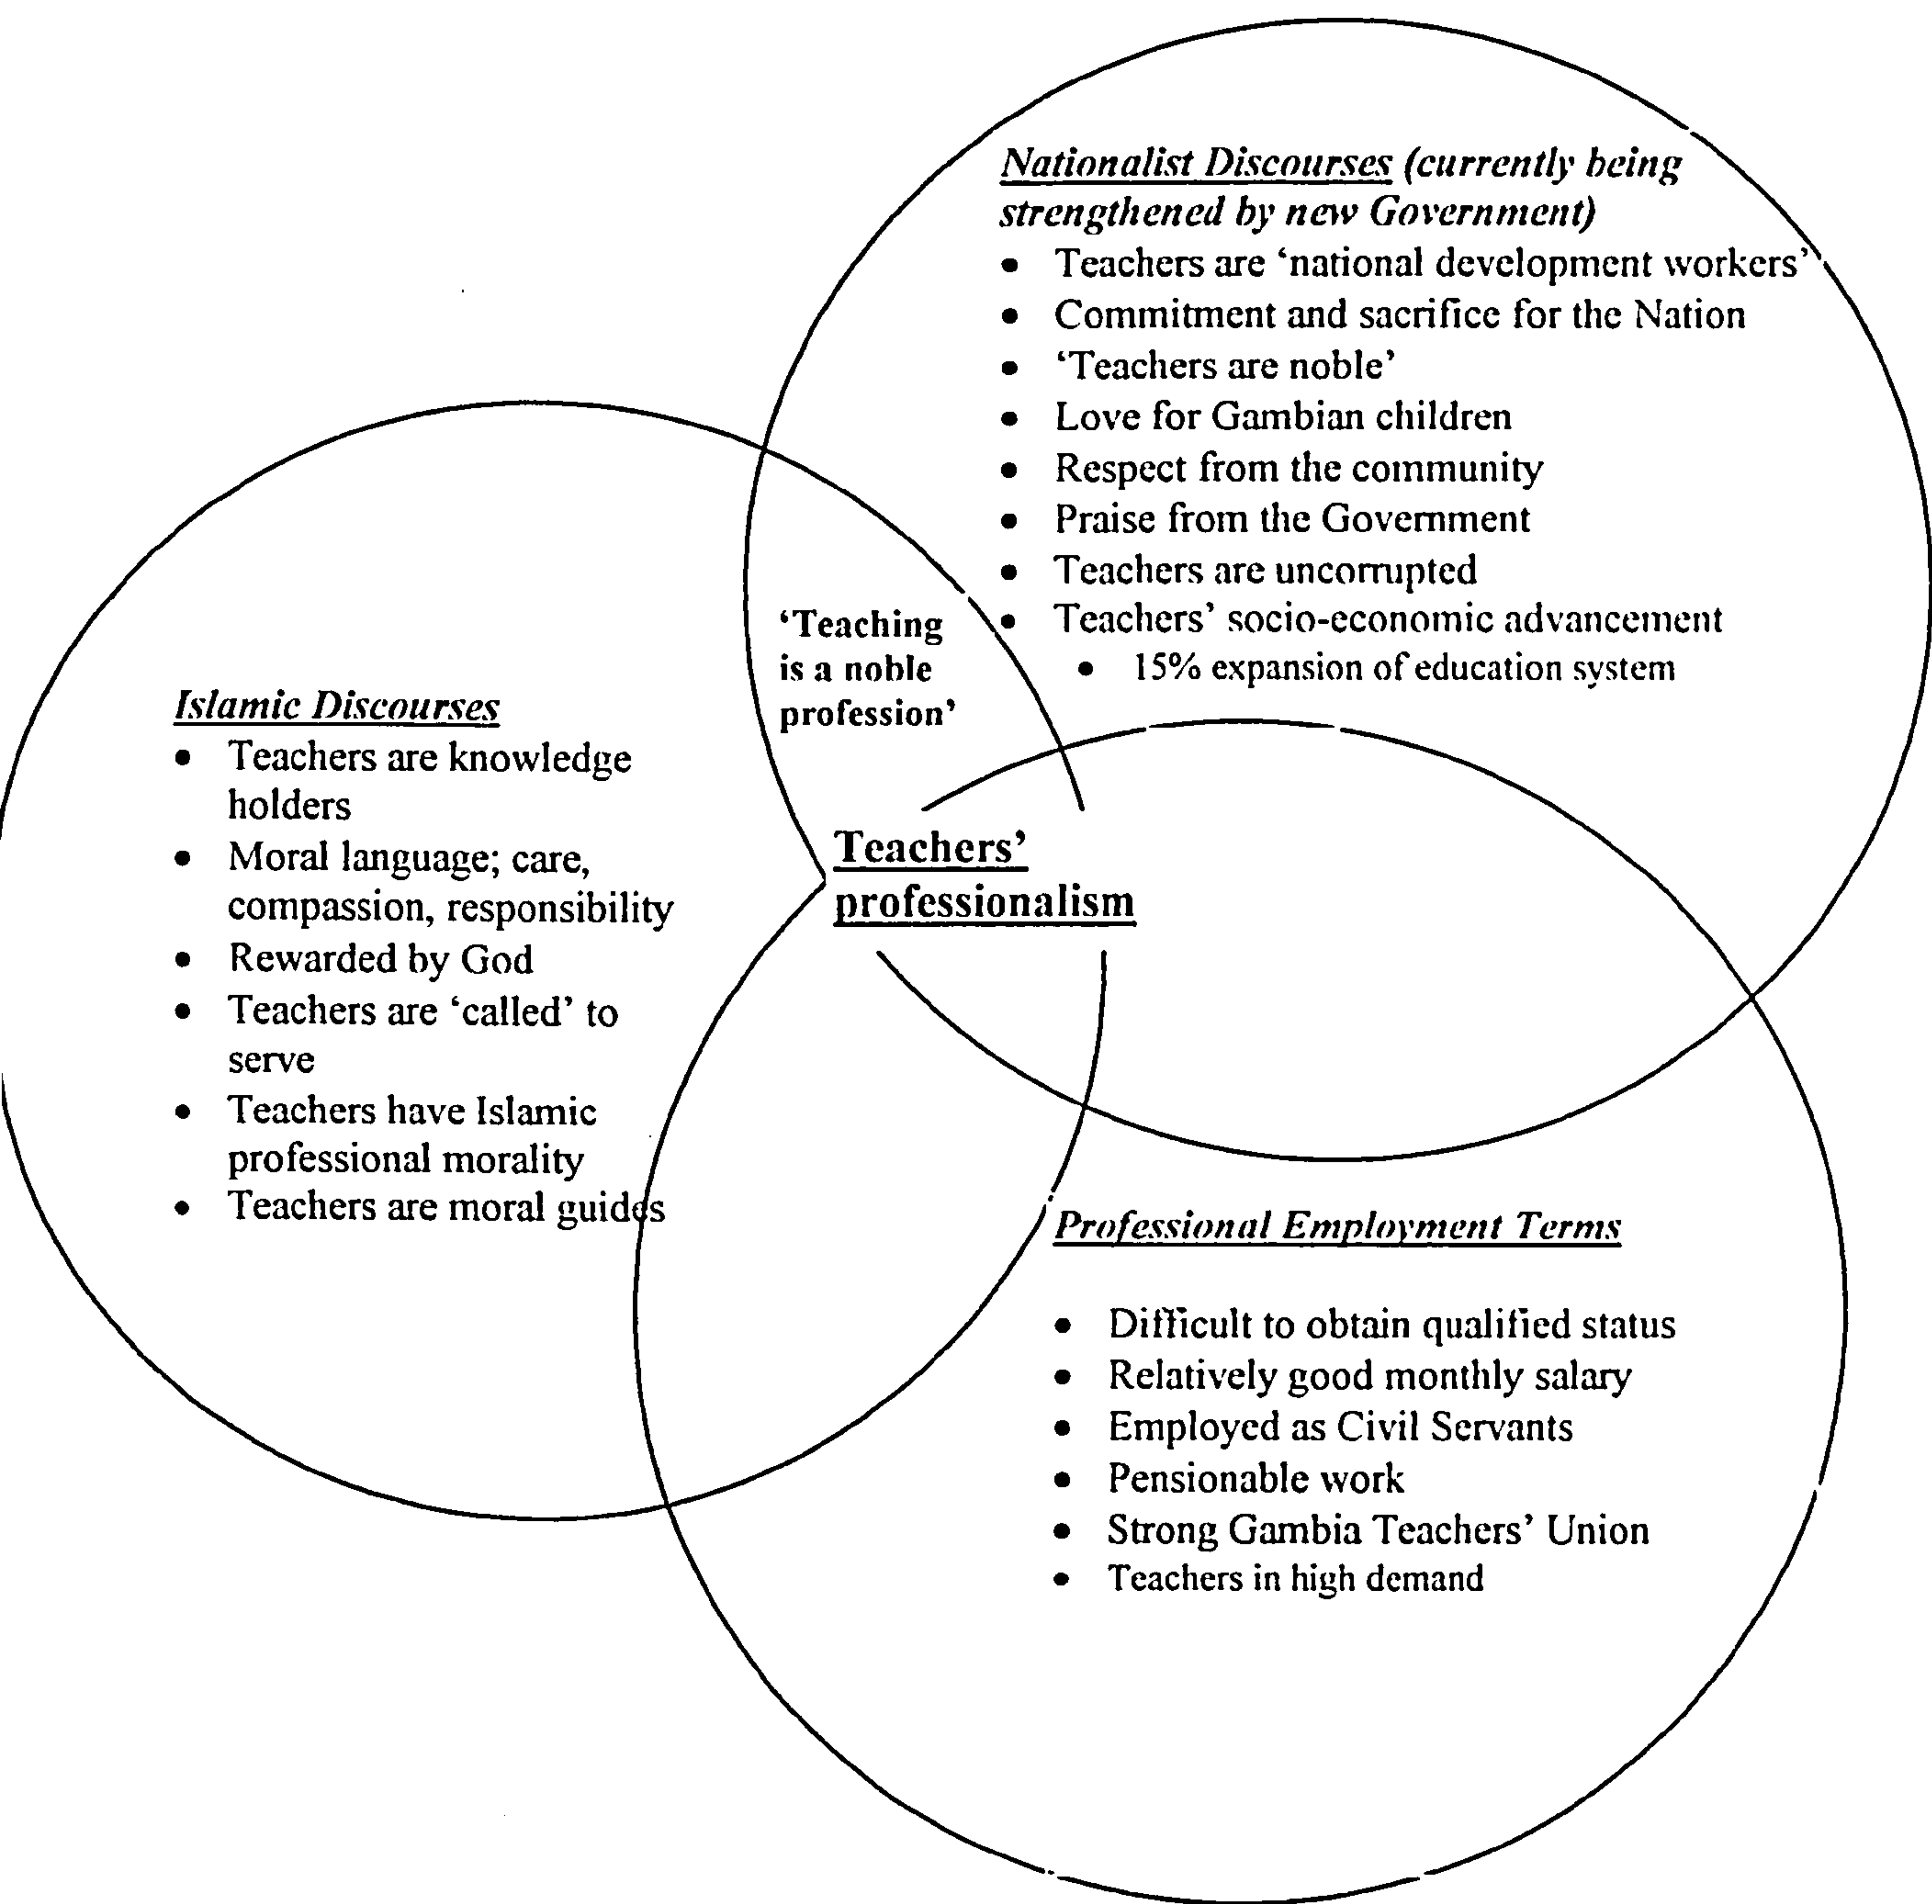 Nationalist Discourses (currently being
strengthened by new Government)
• Teachers are ‘national development workers’
• Commitment and sacrifice for the Nation
• ‘Teachers are noble’
• Love for Gambian children
• Respect from the community
• Praise from the Government
• Teachers are uncorrupted
• Teachers’ socio-economic advancement
• 15% expansion of education system
‘Teaching
is a noble
profession’
Islamic Discourses
• Teachers are knowledge
holders
• Moral language; care,
compassion, responsibility
• Rewarded by God
• Teachers are ‘called’ to
serve
• Teachers have Islamic
professional morality
• Teachers are moral guides
Teachers’
professionalism
Professional Employment Terms
• Difficult to obtain qualified status
• Relatively good monthly salary
• Employed as Civil Servants
• Pensionable work
• Strong Gambia Teachers’ Union
• Teachers in high demand